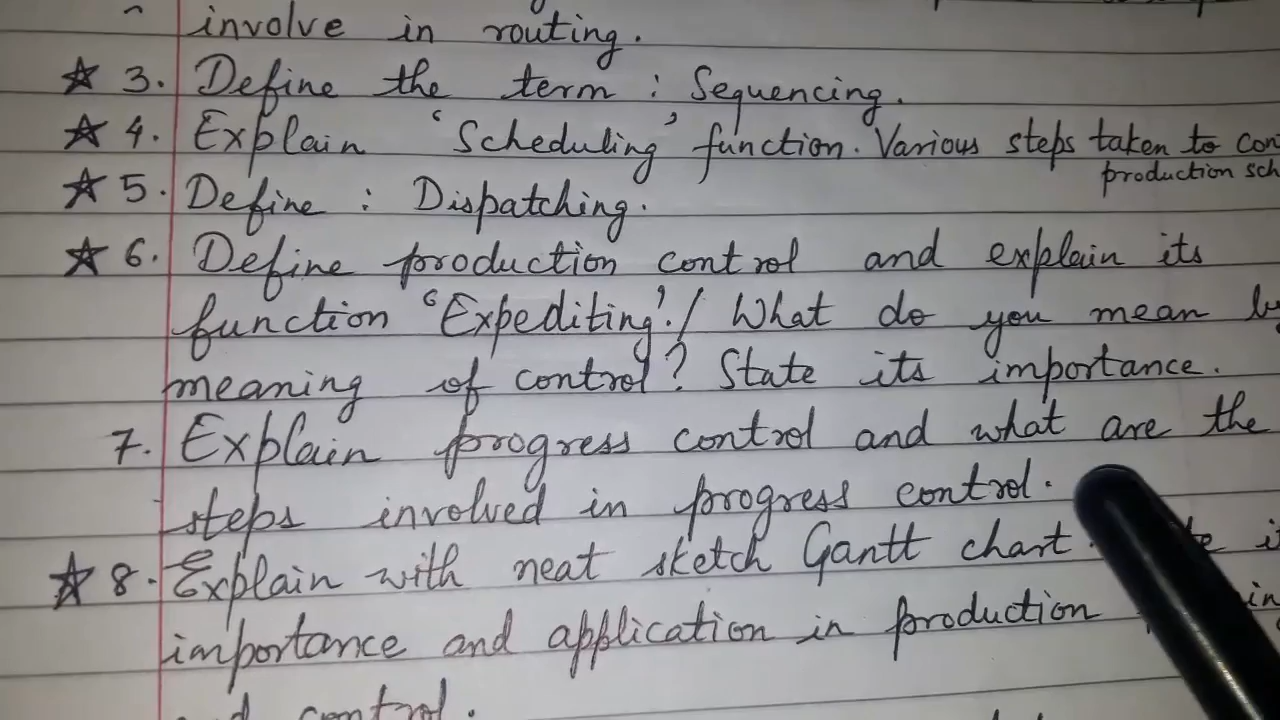 involve in routing.
☆ 3. Define the term : Sequencing.
☆ 4. Explain 'Scheduling' function. Various steps taken to con
production sch
☆ 5. Define : Dispatching.
☆ 6. Define production control and explain its
function 'Expediting'./ What do you mean b
meaning of control? State its importance.
7. Explain progress control and what are the
steps involved in progress control.
☆ 8. Explain with neat sketch Gantt chart.
importance and application in production
control.